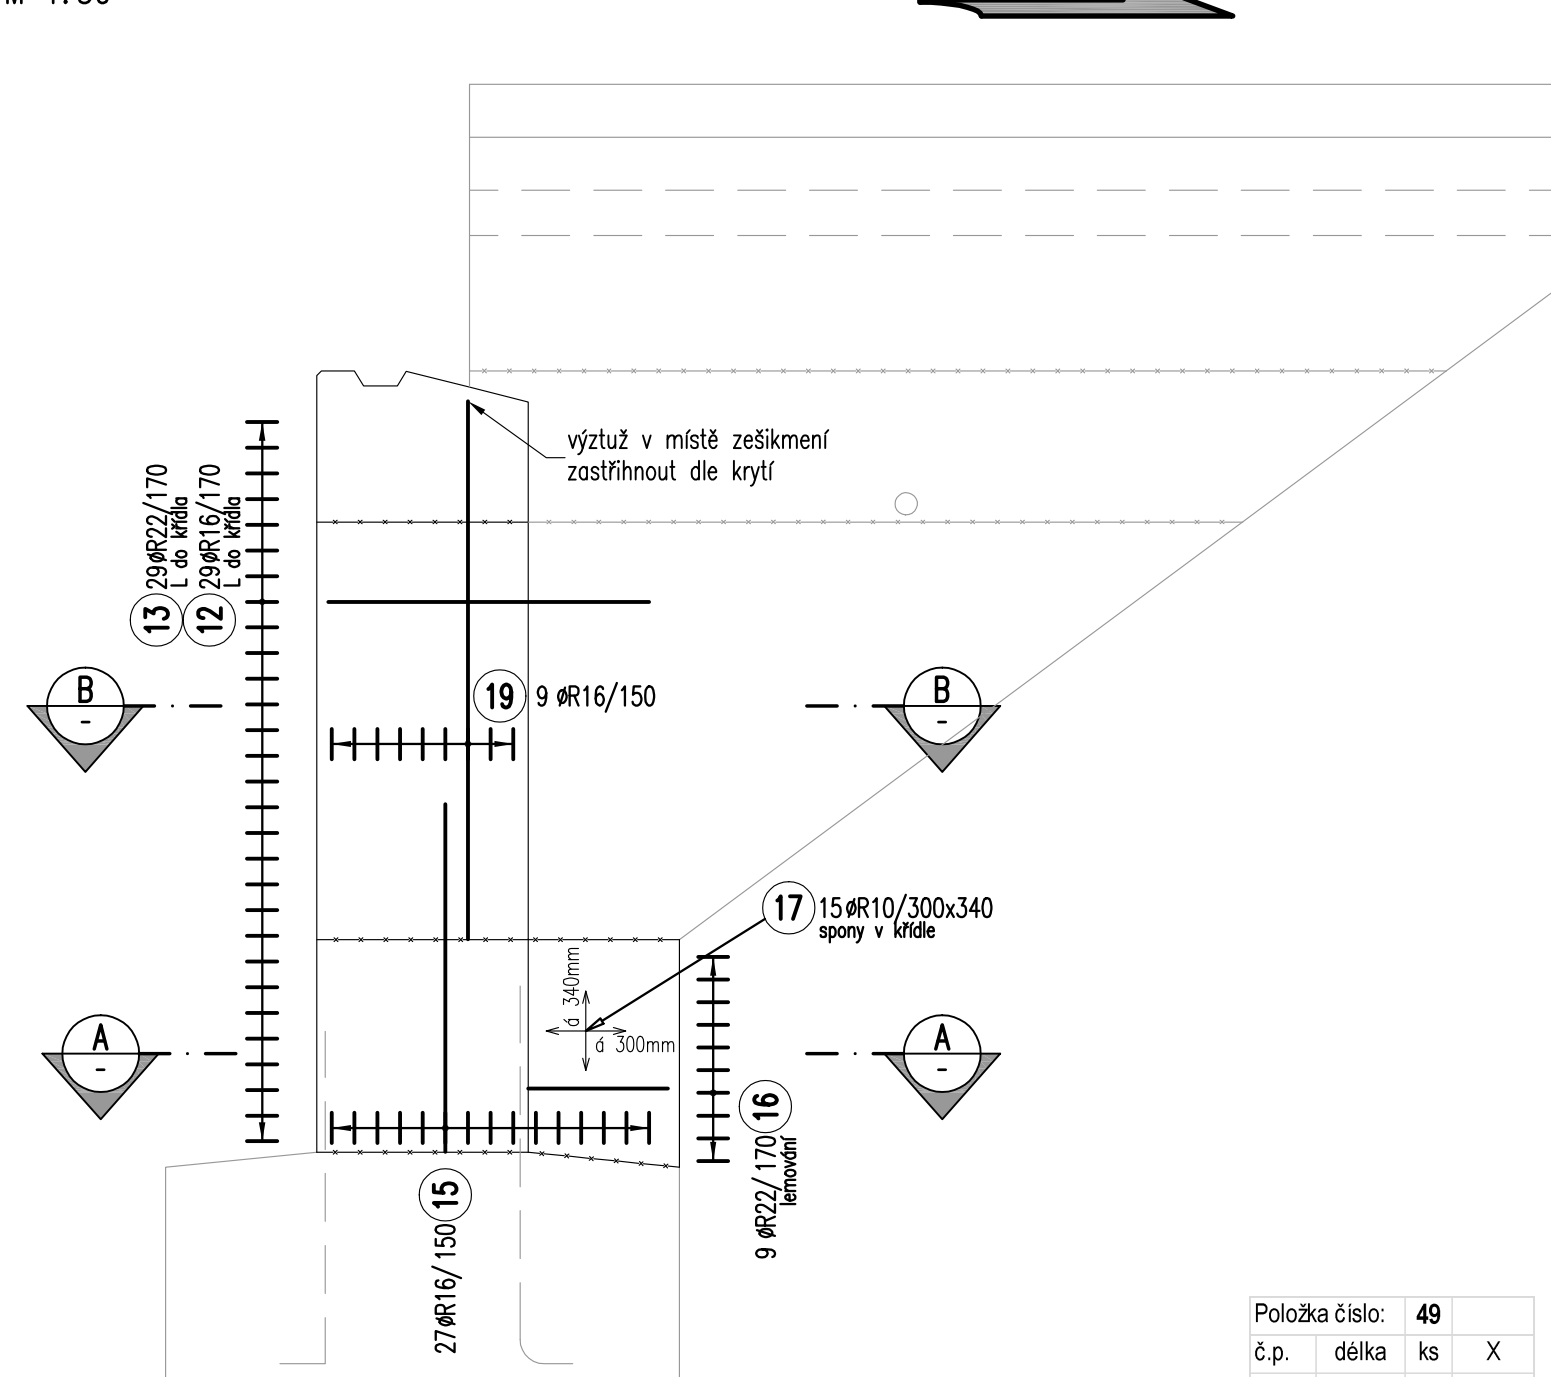 výztuž v místě zešikmení
zastřihnout dle krytí
13 29øR22/170
L do křídla
12 29øR16/170
L do křídla
B
-
B
-
19 9 øR16/150
17 15øR10/300x340
spony v křídle
á 340mm
á 300mm
A
-
A
-
16 9 øR22/170
lemování
15 27øR16/150
Položka číslo: 49
č.p. délka ks X